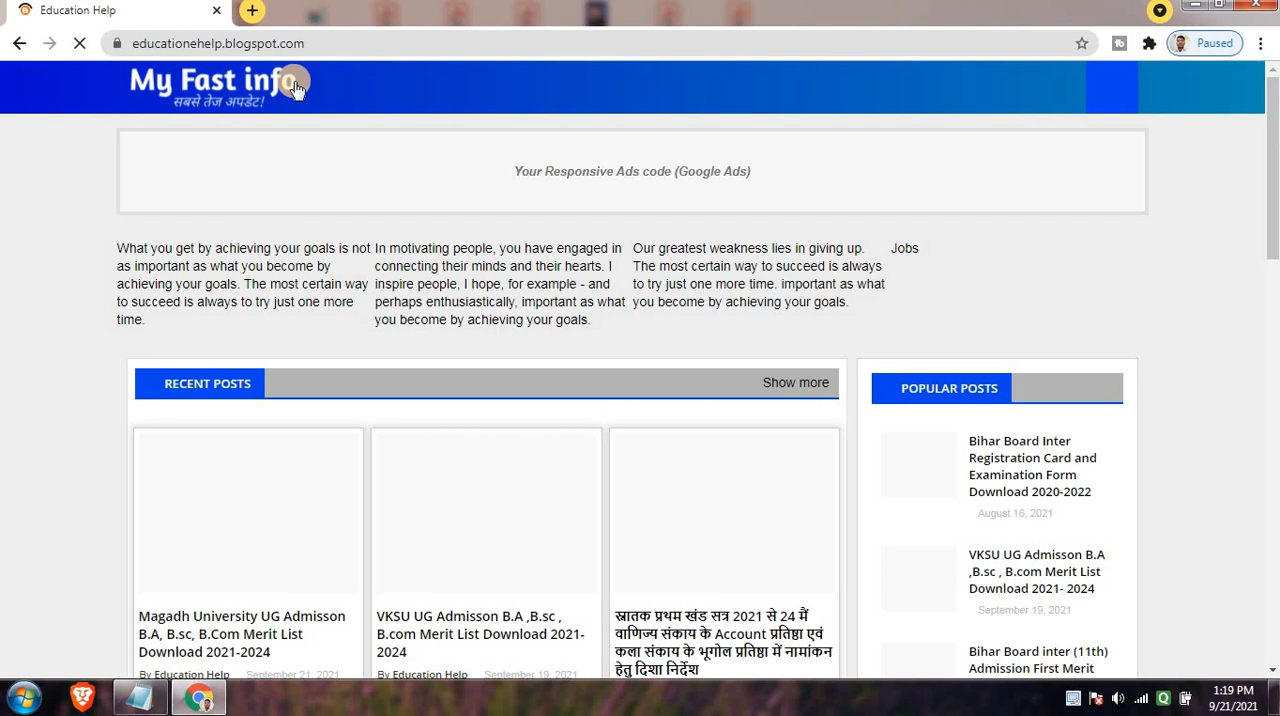 Education Help
educationehelp.blogspot.com
Paused
My Fast info
सबसे तेज अपडेट!
Your Responsive Ads code (Google Ads)
What you get by achieving your goals is not
as important as what you become by
achieving your goals. The most certain way
to succeed is always to try just one more
time.
In motivating people, you have engaged in
connecting their minds and their hearts. I
inspire people, I hope, for example - and
perhaps enthusiastically, important as what
you become by achieving your goals.
Our greatest weakness lies in giving up.
The most certain way to succeed is always
to try just one more time. important as what
you become by achieving your goals.
Jobs
RECENT POSTS
Show more
Magadh University UG Admisson
B.A, B.sc, B.Com Merit List
Download 2021-2024
By Education Help September 21, 2021
VKSU UG Admisson B.A ,B.sc ,
B.com Merit List Download 2021-
2024
By Education Help September 19, 2021
स्नातक प्रथम खंड सत्र 2021 से 24 मैं
वाणिज्य संकाय के Account प्रतिष्ठा एवं
कला संकाय के भूगोल प्रतिष्ठा में नामांकन
हेतु दिशा निर्देश
POPULAR POSTS
Bihar Board Inter
Registration Card and
Examination Form
Download 2020-2022
August 16, 2021
VKSU UG Admisson B.A
,B.sc , B.com Merit List
Download 2021- 2024
September 19, 2021
Bihar Board inter (11th)
Admission First Merit
1:19 PM
9/21/2021